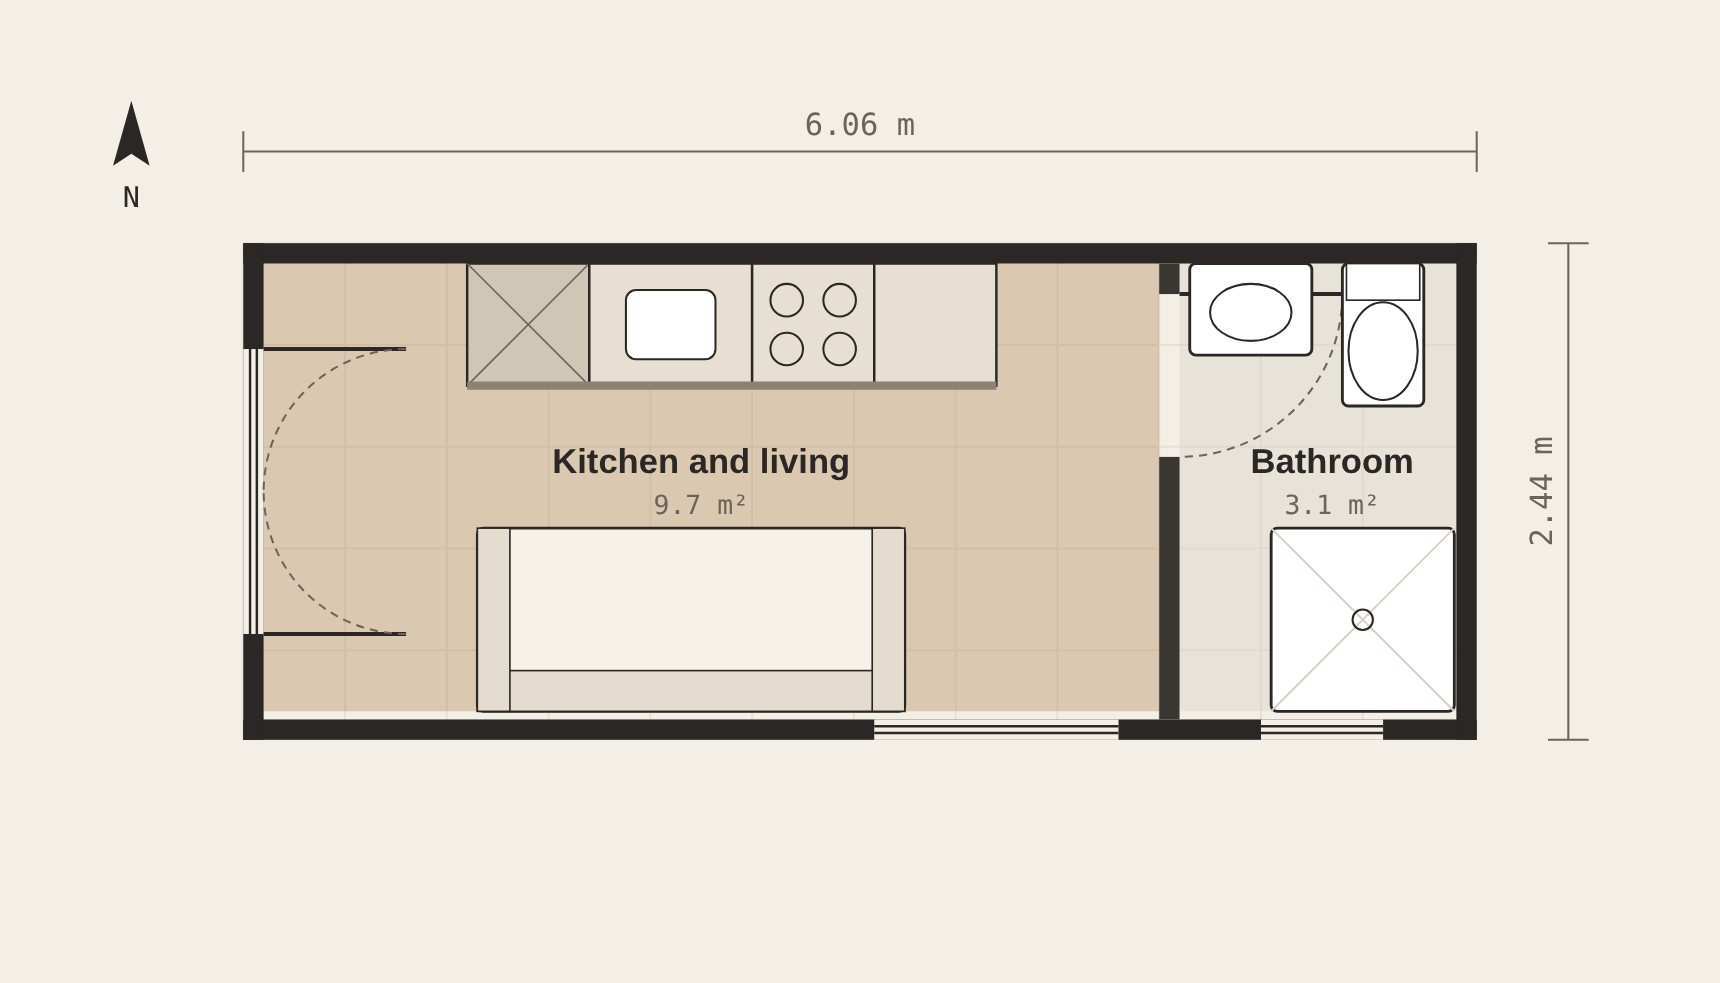 6.06 m
N
2.44 m
Kitchen and living
9.7 m²
Bathroom
3.1 m²